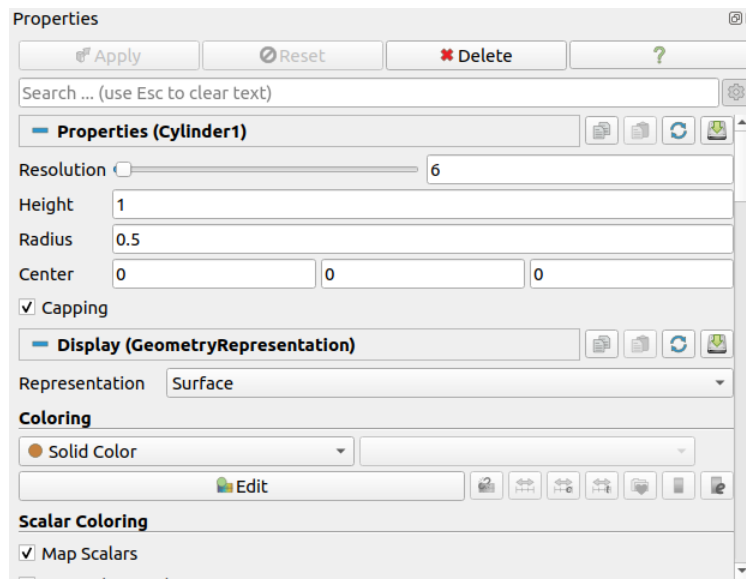 Properties
Apply Reset Delete ?
Search ... (use Esc to clear text)
Properties (Cylinder1)
Resolution 6
Height 1
Radius 0.5
Center 0 0 0
Capping
Display (GeometryRepresentation)
Representation Surface
Coloring
Solid Color
Edit
Scalar Coloring
Map Scalars